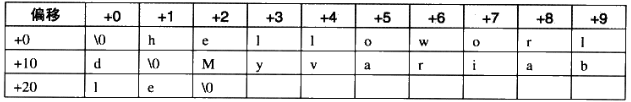 偏移 +0 +1 +2 +3 +4 +5 +6 +7 +8 +9
+0 \0 h e l l o w o r l
+10 d \0 M y v a r i a b
+20 l e \0